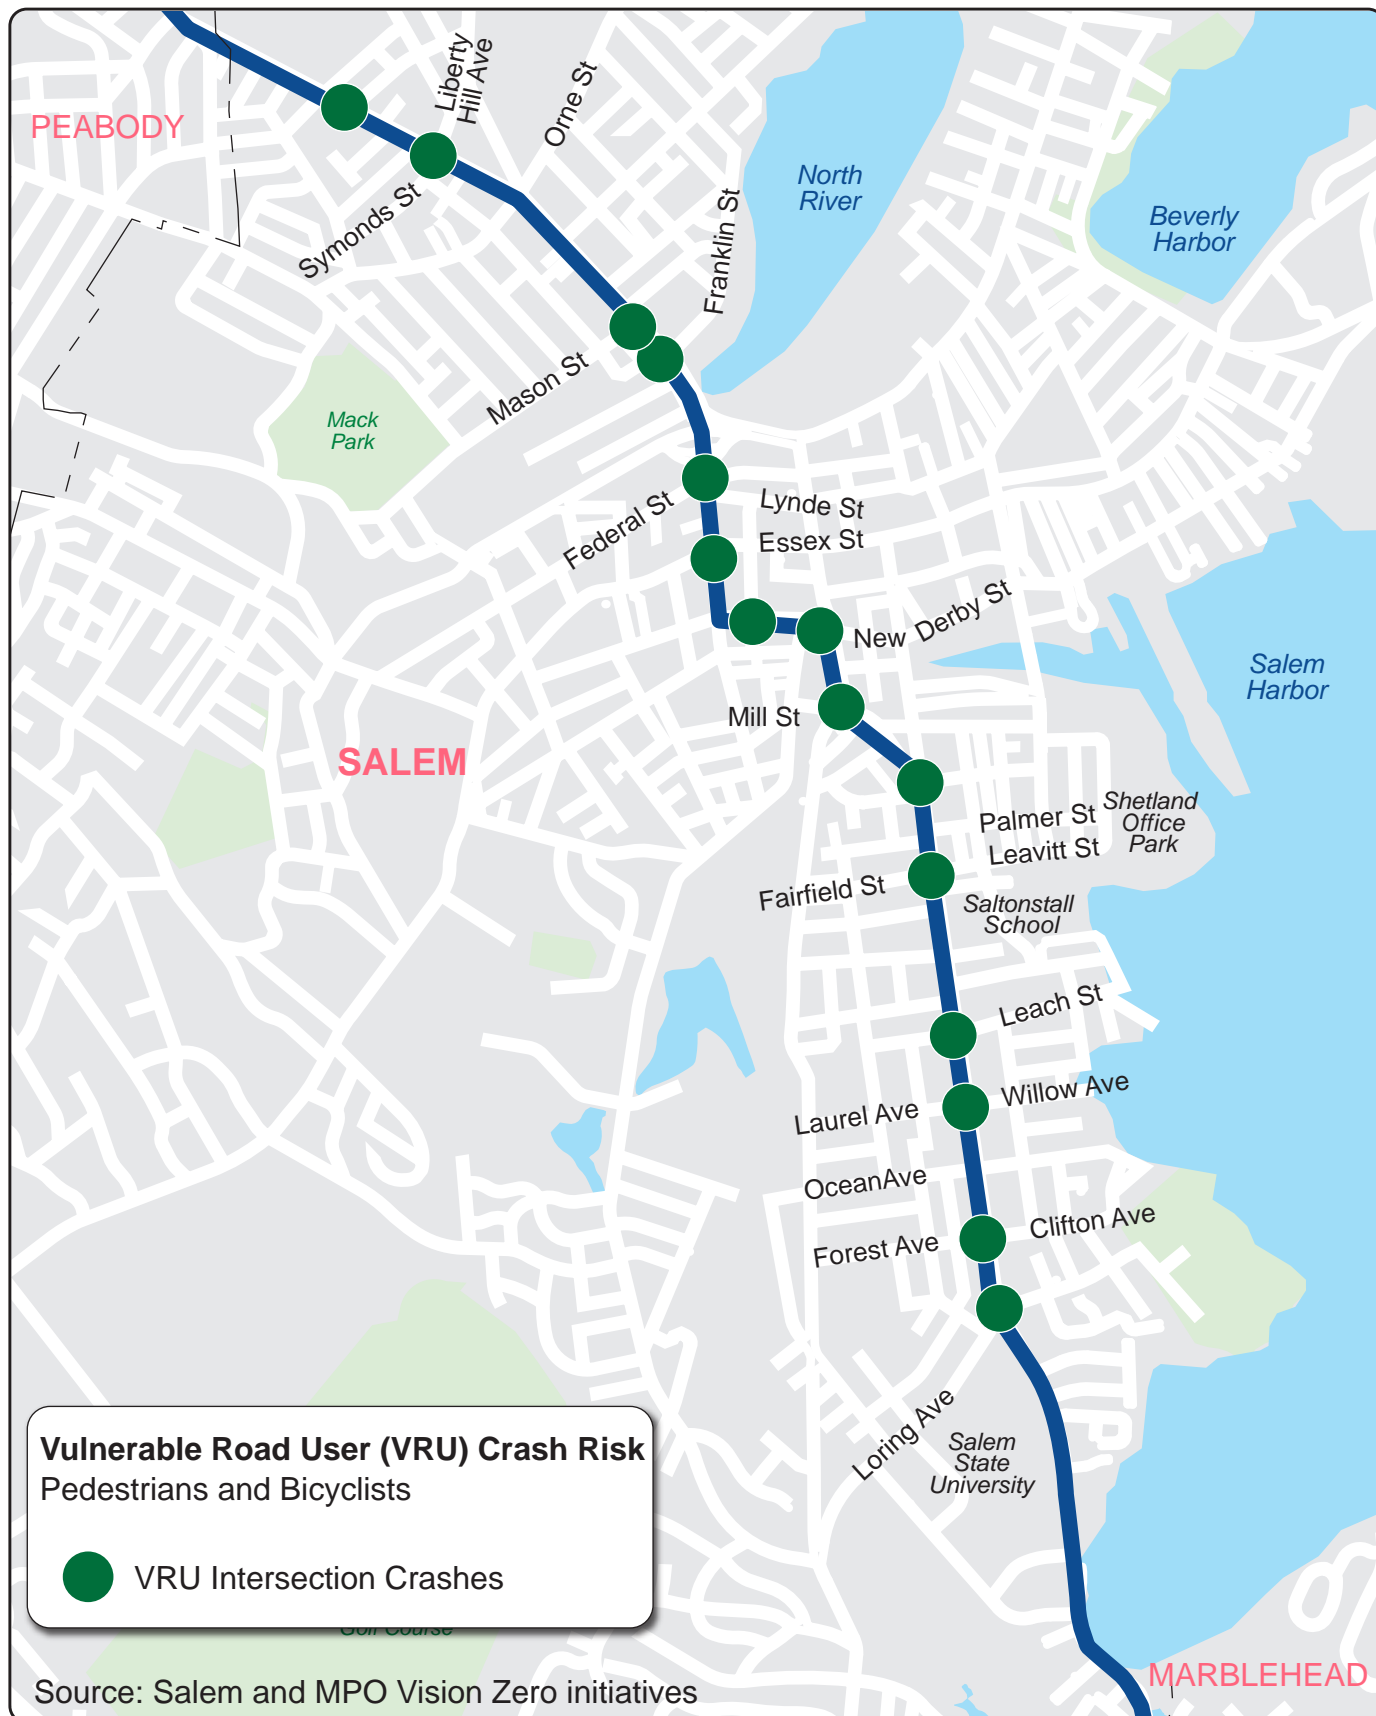 PEABODY
Liberty
Hill Ave
Orne St
Symonds St
Franklin St
North
River
Beverly
Harbor
Mason St
Mack
Park
Federal St
Lynde St
Essex St
New Derby St
Salem
Harbor
Mill St
SALEM
Palmer St
Shetland
Office
Park
Leavitt St
Fairfield St
Saltonstall
School
Leach St
Willow Ave
Laurel Ave
OceanAve
Clifton Ave
Forest Ave
Loring Ave
Salem
State
University
Vulnerable Road User (VRU) Crash Risk
Pedestrians and Bicyclists
VRU Intersection Crashes
Golf Course
Source: Salem and MPO Vision Zero initiatives
MARBLEHEAD